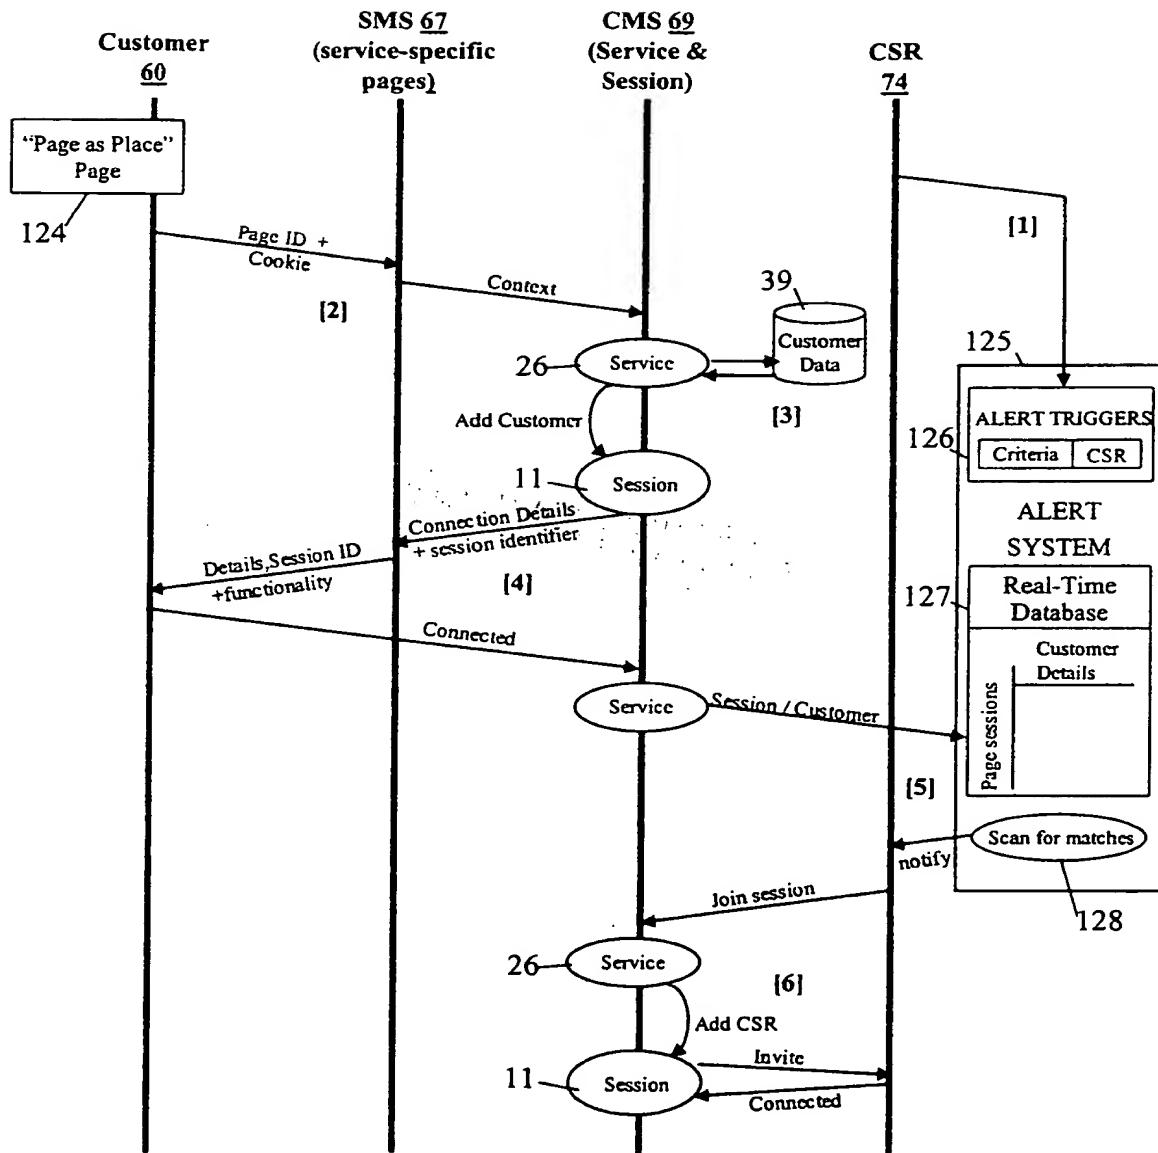 Customer
60
SMS 67
(service-specific
pages)
CMS 69
(Service &
Session)
CSR
74
“Page as Place”
Page
124
Page ID +
Cookie
[2]
Context
[1]
39
Customer
Data
26
Service
[3]
Add Customer
11
Session
125
ALERT TRIGGERS
126
Criteria
CSR
ALERT
SYSTEM
Connection Details
+ session identifier
Details,Session ID
+functionality
[4]
127
Real-Time
Database
Customer
Details
Page sessions
Connected
Service
Session / Customer
[5]
Scan for matches
notify
128
Join session
26
Service
[6]
Add CSR
11
Session
Invite
Connected